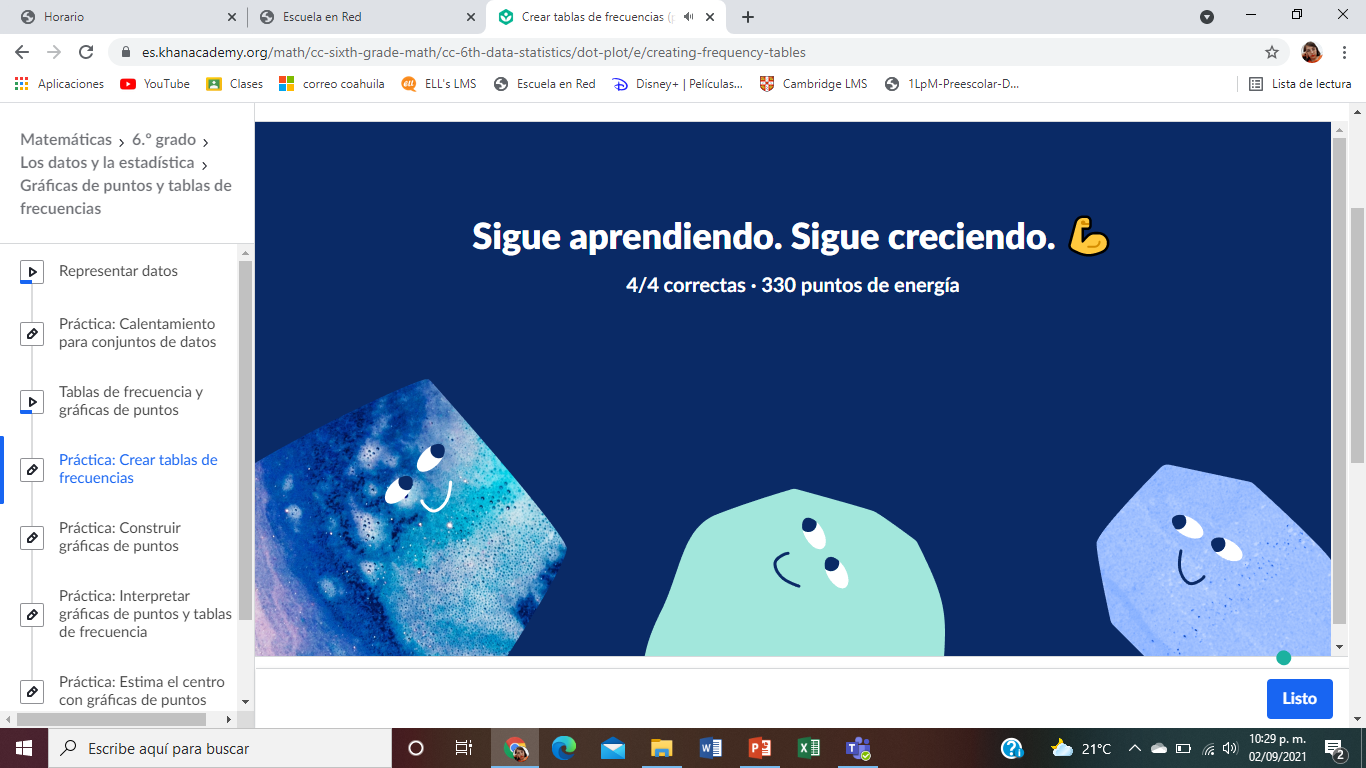 Horario
Escuela en Red
Crear tablas de frecuencias (p
es.khanacademy.org/math/cc-sixth-grade-math/cc-6th-data-statistics/dot-plot/e/creating-frequency-tables
Aplicaciones
YouTube
Clases
correo coahuila
ELL's LMS
Escuela en Red
Disney+ | Películas...
Cambridge LMS
1LpM-Preescolar-D...
Lista de lectura
Matemáticas > 6.º grado >
Los datos y la estadística >
Gráficas de puntos y tablas de
frecuencias
Representar datos
Práctica: Calentamiento
para conjuntos de datos
Tablas de frecuencia y
gráficas de puntos
Práctica: Crear tablas de
frecuencias
Práctica: Construir
gráficas de puntos
Práctica: Interpretar
gráficas de puntos y tablas
de frecuencia
Práctica: Estima el centro
con gráficas de puntos
Sigue aprendiendo. Sigue creciendo. 💪
4/4 correctas · 330 puntos de energía
Listo
Escribe aquí para buscar
21°C
10:29 p. m.
02/09/2021
2